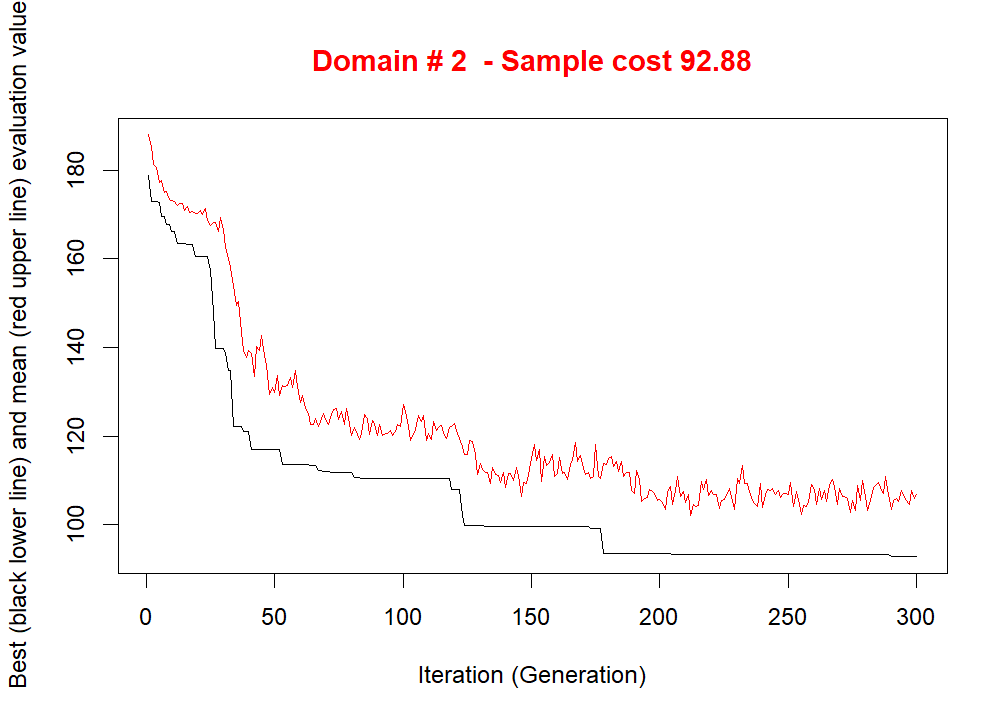 Domain # 2  - Sample cost 92.88
Best (black lower line) and mean (red upper line) evaluation value
180
160
140
120
100
0 50 100 150 200 250 300
Iteration (Generation)